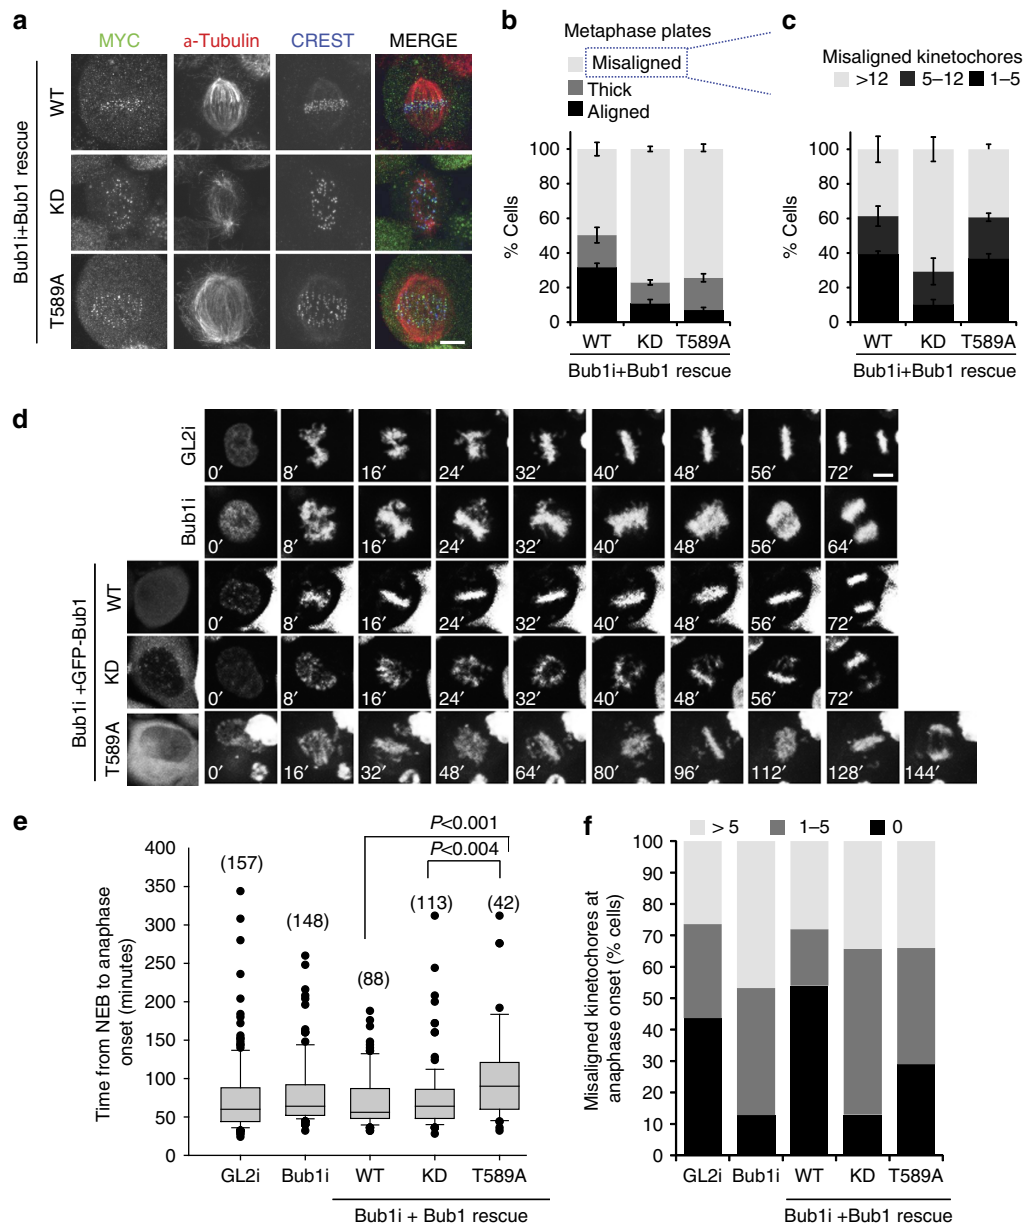 a
MYC
a-Tubulin
CREST
MERGE
Bub1i+Bub1 rescue
WT
KD
T589A
b
Metaphase plates
Misaligned
Thick
Aligned
% Cells
100
80
60
40
20
0
WT KD T589A
Bub1i+Bub1 rescue
c
Misaligned kinetochores
>12 5–12 1–5
% Cells
100
80
60
40
20
0
WT KD T589A
Bub1i+Bub1 rescue
d
GL2i
0′ 8′ 16′ 24′ 32′ 40′ 48′ 56′ 72′
Bub1i
0′ 8′ 16′ 24′ 32′ 40′ 48′ 56′ 64′
Bub1i +GFP-Bub1
WT
0′ 8′ 16′ 24′ 32′ 40′ 48′ 56′ 72′
KD
0′ 8′ 16′ 24′ 32′ 40′ 48′ 56′ 72′
T589A
0′ 16′ 32′ 48′ 64′ 80′ 96′ 112′ 128′ 144′
e
P<0.001
P<0.004
Time from NEB to anaphase
onset (minutes)
400
350
300
250
200
150
100
50
0
(157)
(148)
(88)
(113)
(42)
GL2i Bub1i WT KD T589A
Bub1i + Bub1 rescue
f
> 5 1–5 0
Misaligned kinetochores at
anaphase onset (% cells)
100
90
80
70
60
50
40
30
20
10
0
GL2i Bub1i WT KD T589A
Bub1i +Bub1 rescue